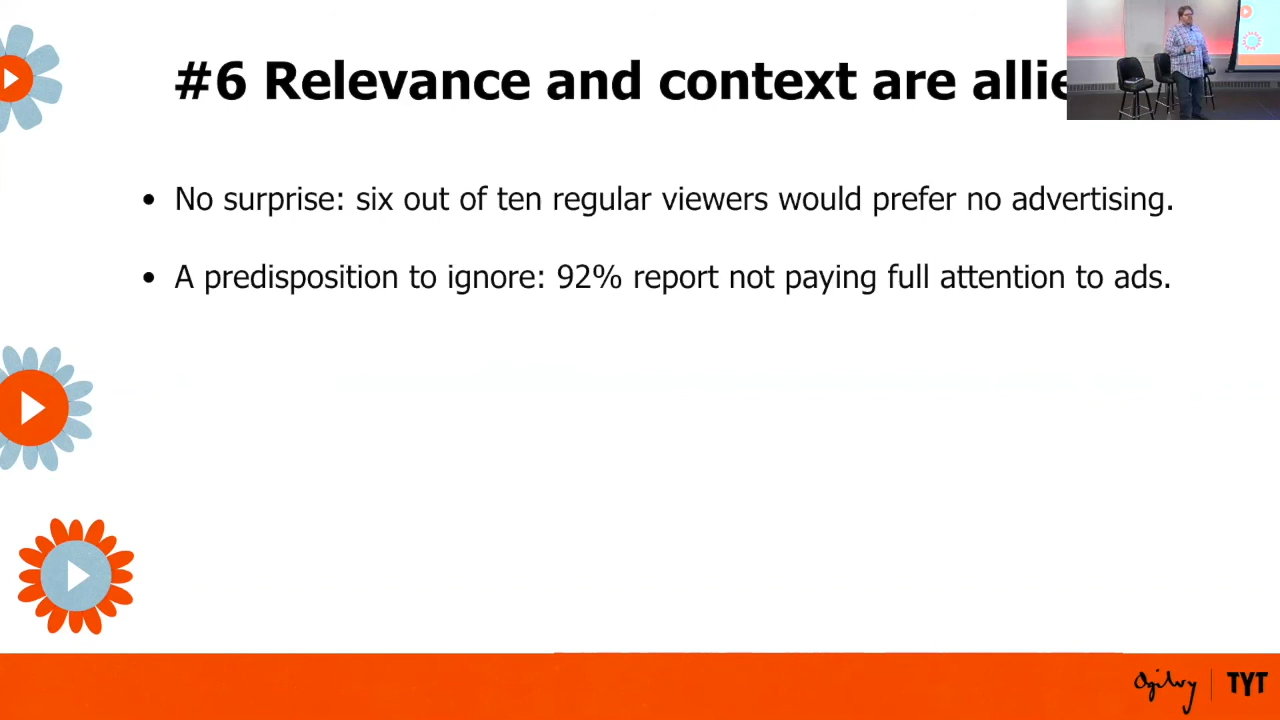 #6 Relevance and context are allie
• No surprise: six out of ten regular viewers would prefer no advertising.
• A predisposition to ignore: 92% report not paying full attention to ads.
Ogilvy | TYT